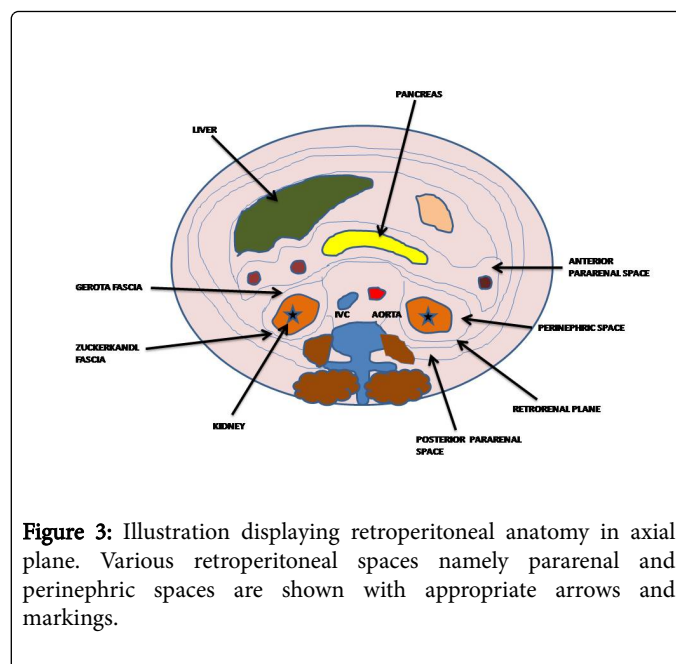 PANCREAS
LIVER
ANTERIOR
PARARENAL SPACE
GEROTA FASCIA
IVC
AORTA
PERINEPHRIC SPACE
ZUCKERKANDL
FASCIA
RETRORENAL PLANE
KIDNEY
POSTERIOR PARARENAL
SPACE
Figure 3: Illustration displaying retroperitoneal anatomy in axial
plane. Various retroperitoneal spaces namely pararenal and
perinephric spaces are shown with appropriate arrows and
markings.